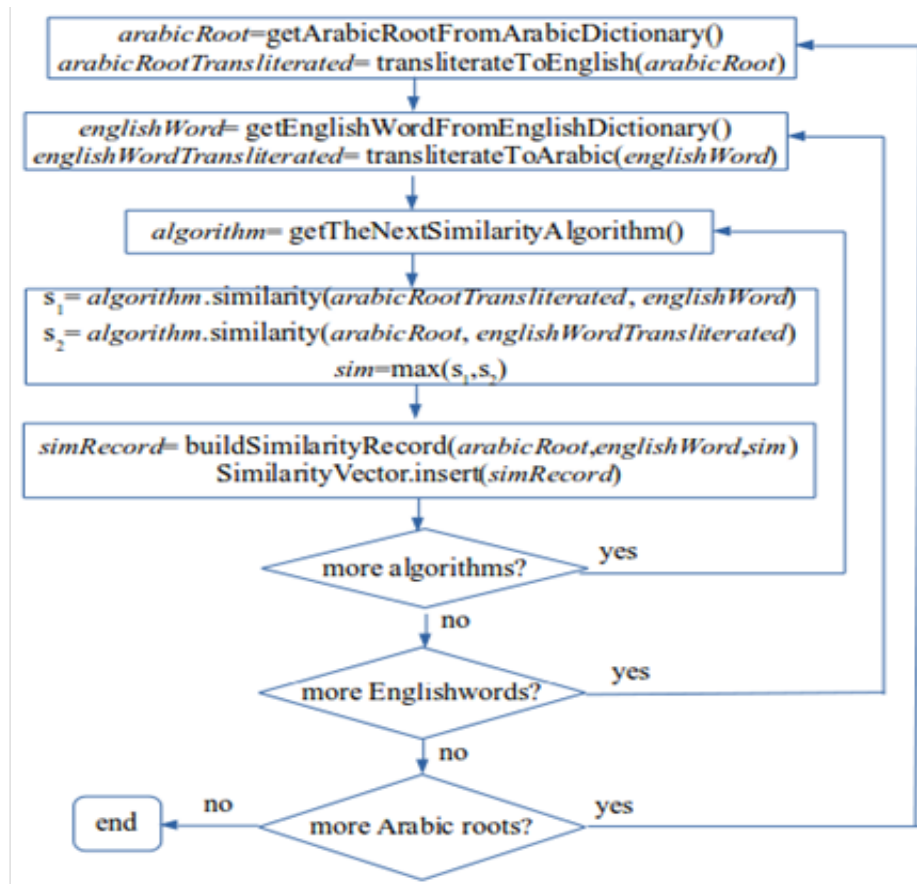 arabicRoot=getArabicRootFromArabicDictionary()
arabicRootTransliterated= transliterateToEnglish(arabicRoot)
englishWord= getEnglishWordFromEnglishDictionary()
englishWordTransliterated= transliterateToArabic(englishWord)
algorithm= getTheNextSimilarityAlgorithm()
s₁= algorithm.similarity(arabicRootTransliterated, englishWord)
s₂= algorithm.similarity(arabicRoot, englishWordTransliterated)
sim=max(s₁,s₂)
simRecord= buildSimilarityRecord(arabicRoot,englishWord,sim)
SimilarityVector.insert(simRecord)
more algorithms?
yes
no
more Englishwords?
yes
no
more Arabic roots?
yes
no
end